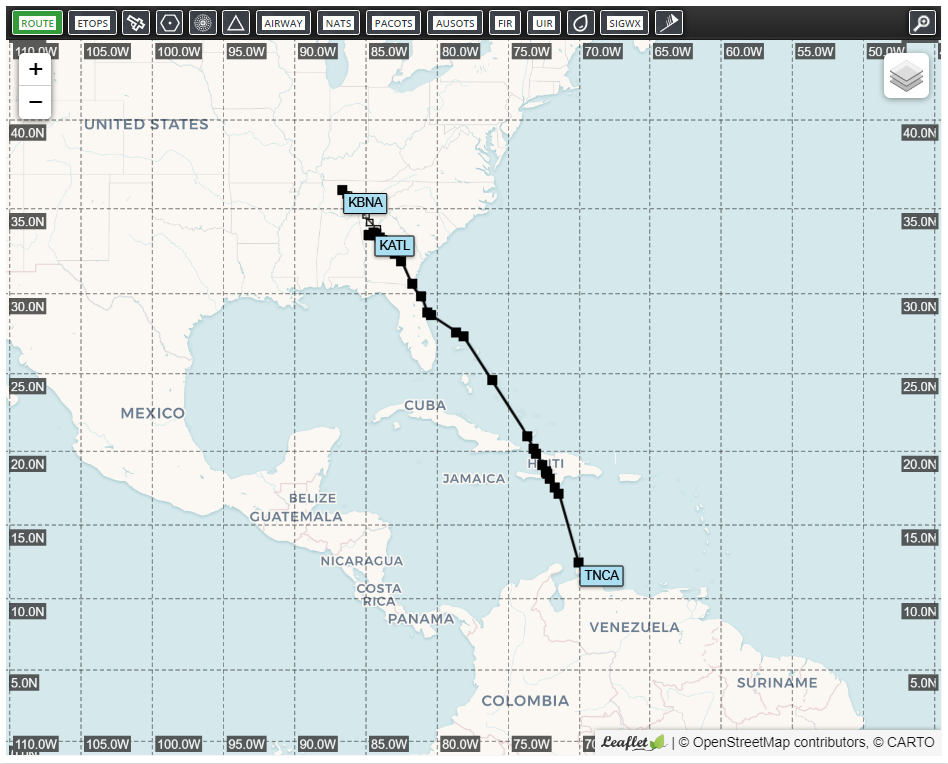 ROUTE ETOPS AIRWAY NATS PACOTS AUSOTS FIR UIR SIGWX
110.0W 105.0W 100.0W 95.0W 90.0W 85.0W 80.0W 75.0W 70.0W 60.0W 55.0W 50.0W
+
−
UNITED STATES
40.0N 40.0N
KBNA
35.0N 35.0N
KATL
30.0N 30.0N
25.0N 25.0N
CUBA
MEXICO
20.0N HAITI 20.0N
JAMAICA
BELIZE
GUATEMALA
15.0N 15.0N
NICARAGUA
TNCA
COSTA
RICA
10.0N 10.0N
PANAMA
VENEZUELA
5.0N 5.0N
SURINAME
COLOMBIA
110.0W 105.0W 100.0W 95.0W 90.0W 85.0W 80.0W 75.0W Leaflet | © OpenStreetMap contributors, © CARTO